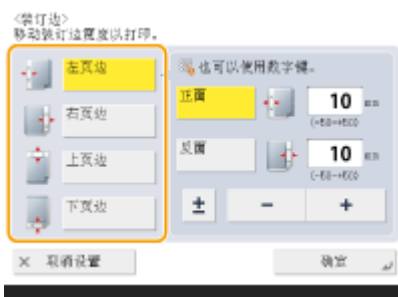 <装订边>
移动装订边宽度以打印。
左页边
右页边
上页边
下页边
也可以使用数字键。
正面
10 mm
(-50~+50)
反面
10 mm
(-50~+50)
± - +
× 取消设置
确定